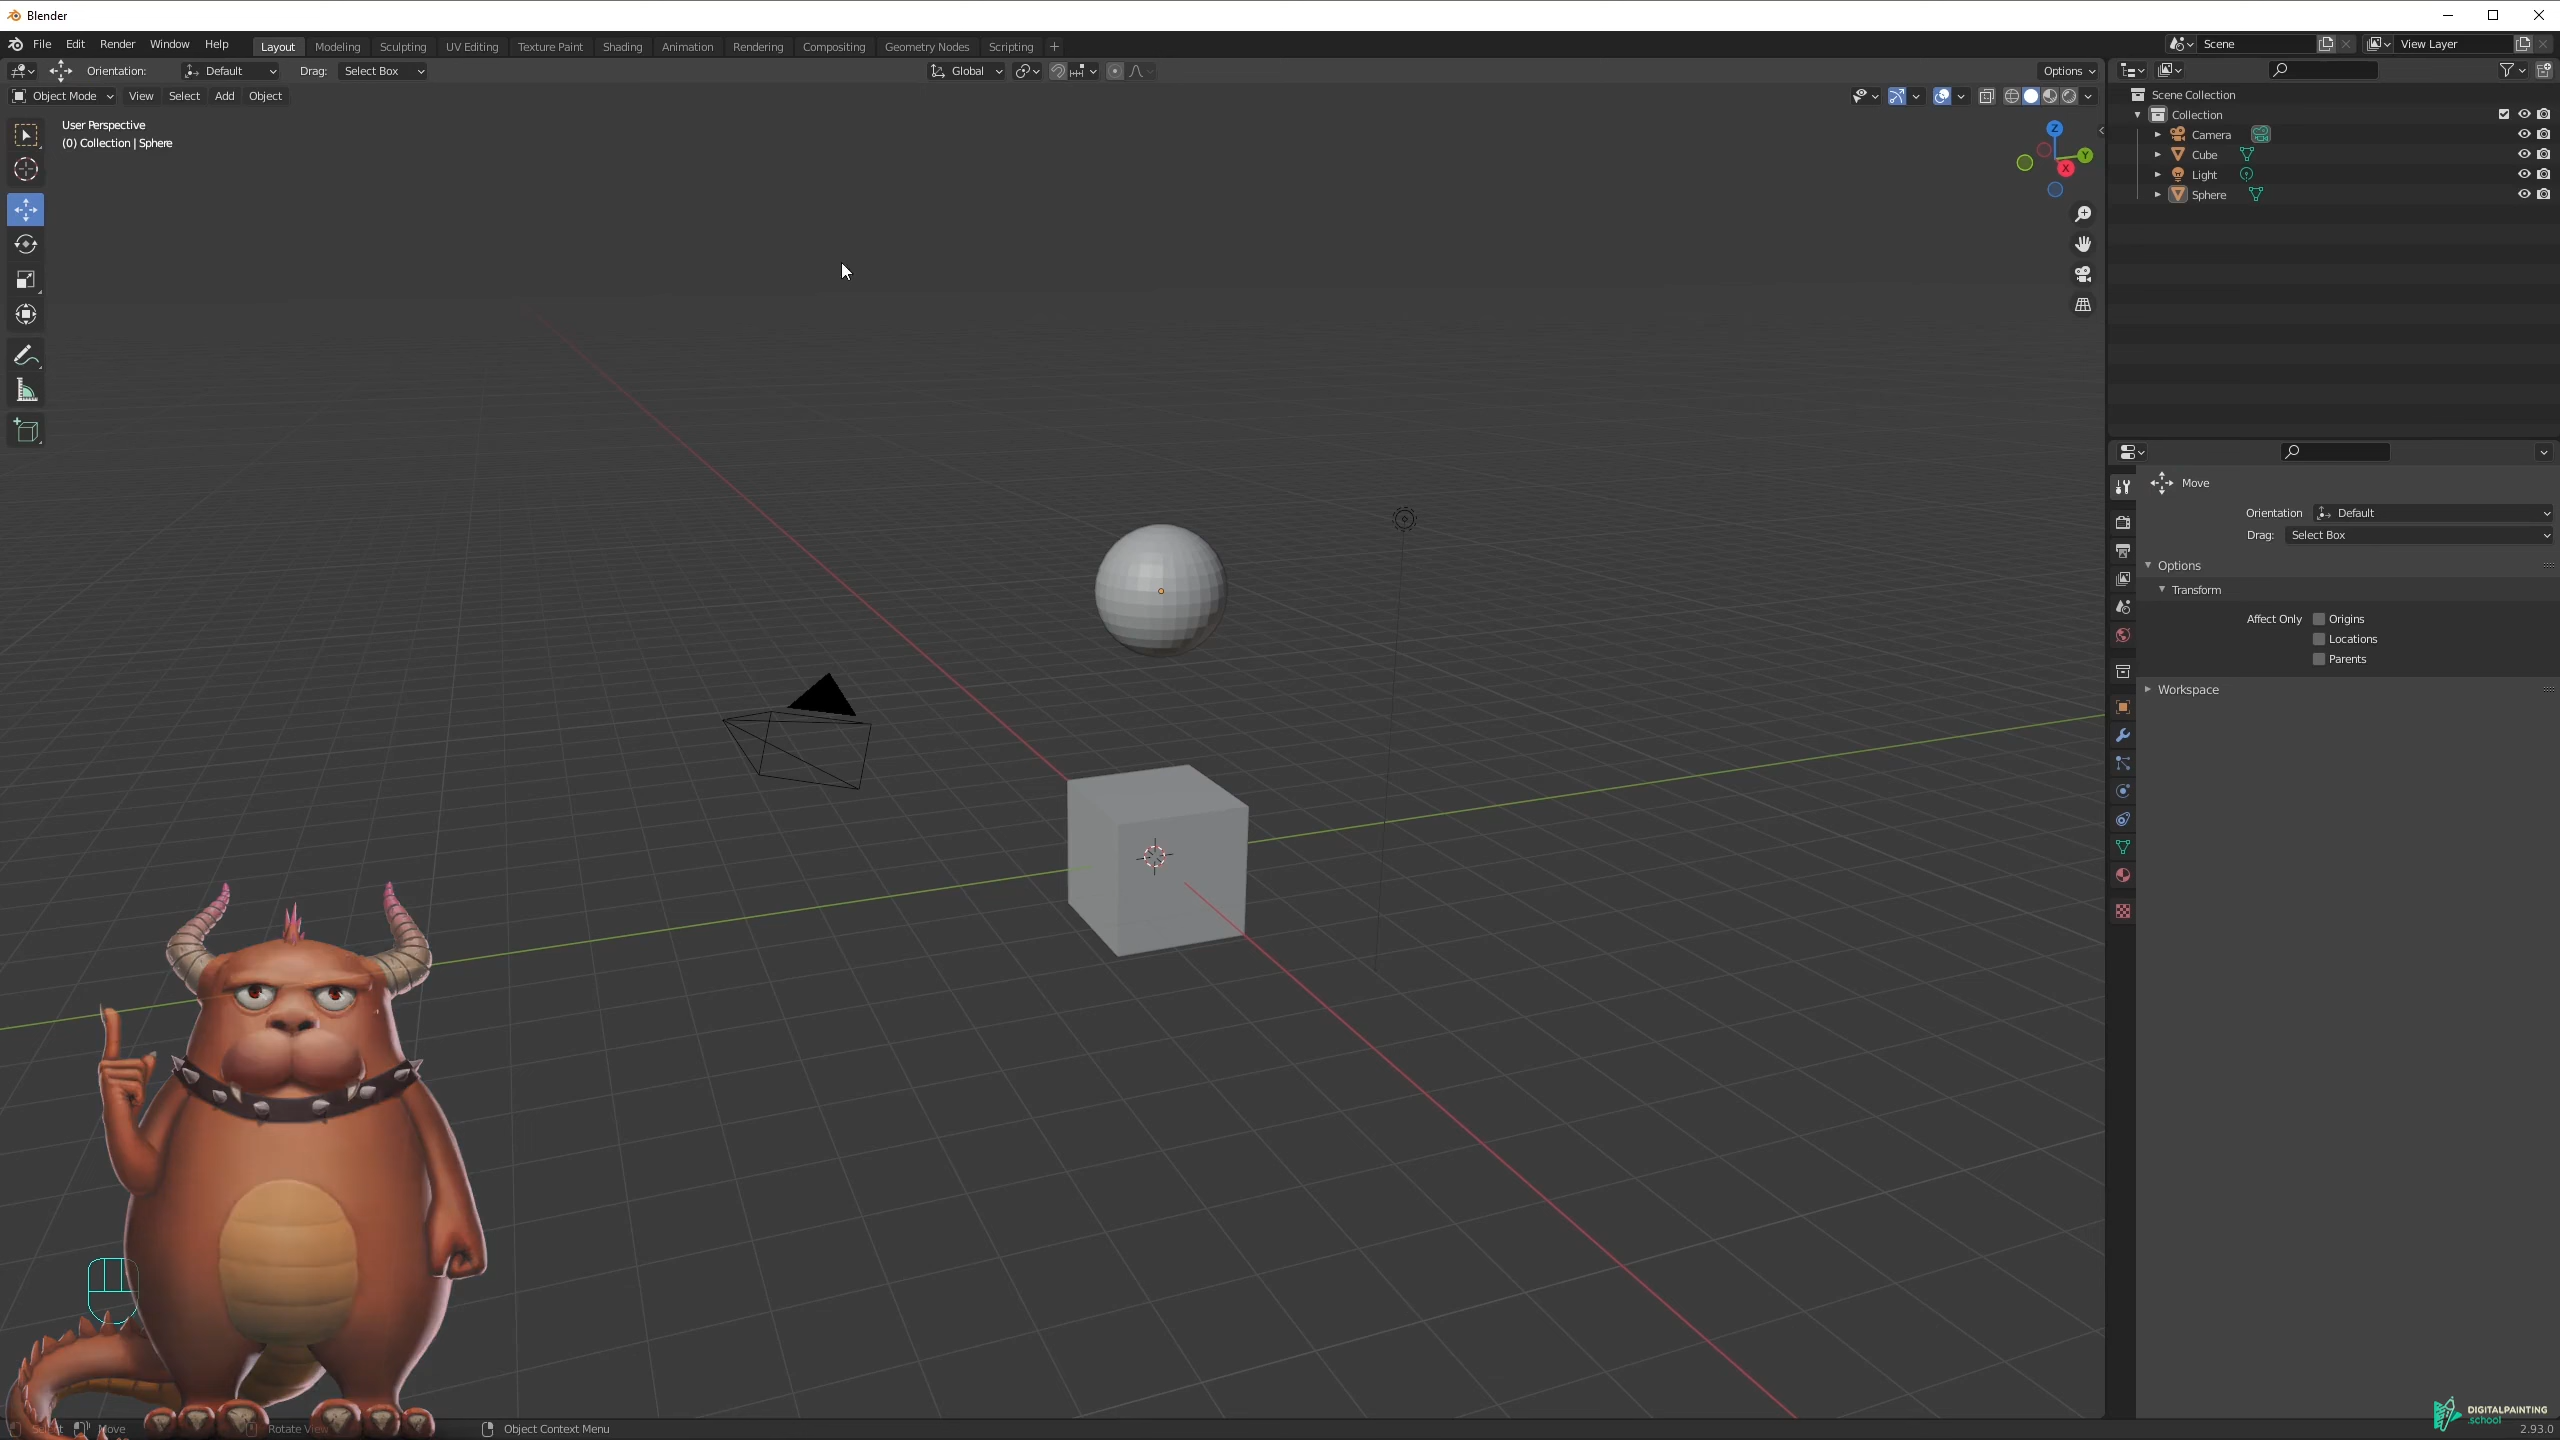 Blender
File Edit Render Window Help Layout Modeling Sculpting UV Editing Texture Paint Shading Animation Rendering Compositing Geometry Nodes Scripting + Scene View Layer
Orientation: Default Drag: Select Box Global Options
Object Mode View Select Add Object
User Perspective
(0) Collection | Sphere
Z
Y
X
Scene Collection
Collection
Camera
Cube
Light
Sphere
Move
Orientation Default
Drag: Select Box
Options
Transform
Affect Only Origins
Locations
Parents
Workspace
Select Move Rotate View Object Context Menu
DIGITALPAINTING
.school
2.93.0